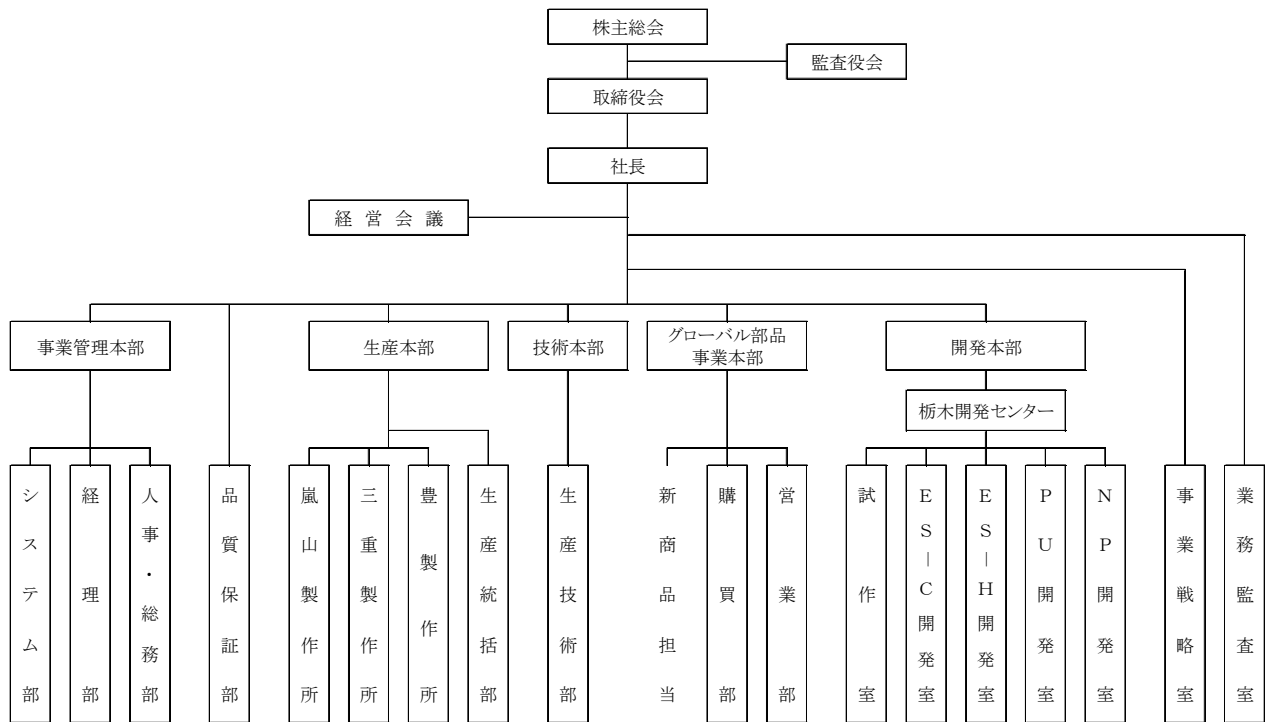 株主総会
監査役会
取締役会
社長
経営会議
事業管理本部
生産本部
技術本部
グローバル部品
事業本部
開発本部
栃木開発センター
システム部
経理部
人事・総務部
品質保証部
嵐山製作所
三重製作所
豊製作所
生産統括部
生産技術部
新商品担当
購買部
営業部
試作室
ES-C開発室
ES-H開発室
PU開発室
NP開発室
事業戦略室
業務監査室